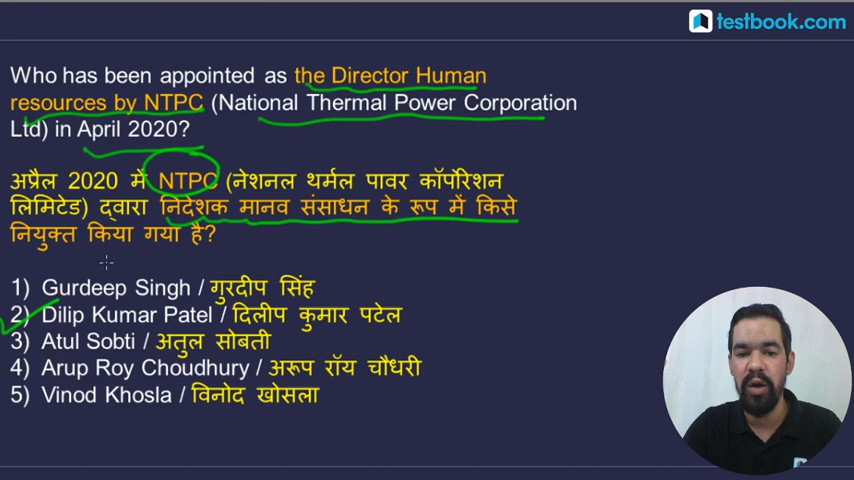 testbook.com
Who has been appointed as the Director Human
resources by NTPC (National Thermal Power Corporation
Ltd) in April 2020?
अप्रैल 2020 में NTPC (नेशनल थर्मल पावर कॉर्पोरेशन
लिमिटेड) द्वारा निदेशक मानव संसाधन के रूप में किसे
नियुक्त किया गया है?
1) Gurdeep Singh / गुरदीप सिंह
2) Dilip Kumar Patel / दिलीप कुमार पटेल
3) Atul Sobti / अतुल सोबती
4) Arup Roy Choudhury / अरूप रॉय चौधरी
5) Vinod Khosla / विनोद खोसला